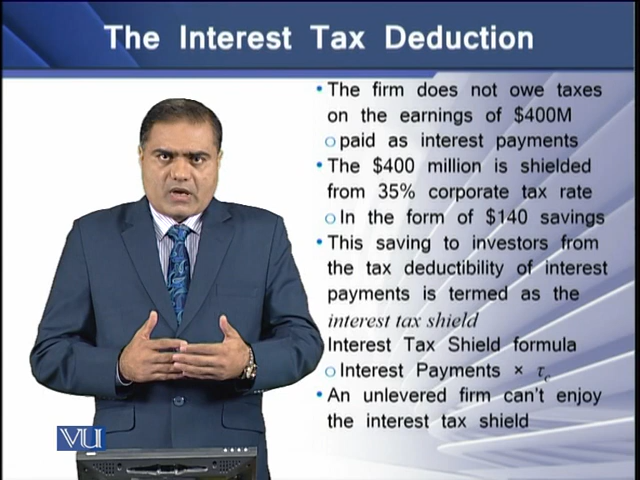 The Interest Tax Deduction
• The firm does not owe taxes
on the earnings of $400M
o paid as interest payments
• The $400 million is shielded
from 35% corporate tax rate
o In the form of $140 savings
• This saving to investors from
the tax deductibility of interest
payments is termed as the
interest tax shield
Interest Tax Shield formula
o Interest Payments × τc
• An unlevered firm can't enjoy
the interest tax shield
VU